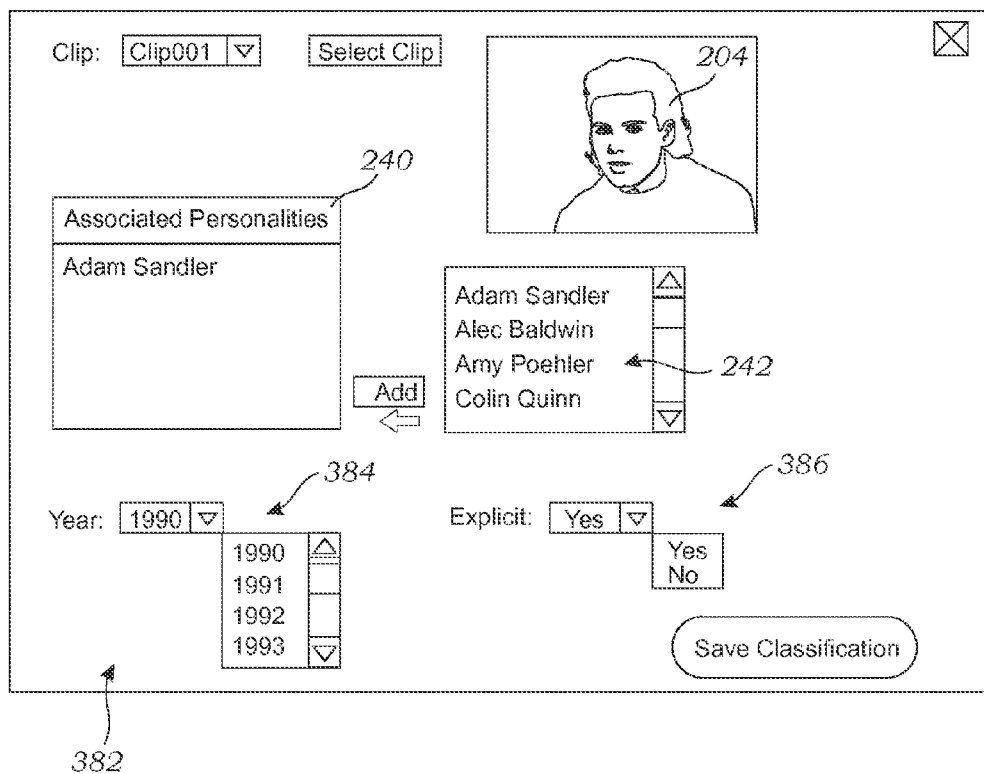 Clip: Clip001 Select Clip
204
240
Associated Personalities
Adam Sandler
Adam Sandler
Alec Baldwin
Amy Poehler
Colin Quinn
242
Add
384
386
Year: 1990
1990
1991
1992
1993
Explicit: Yes
Yes
No
Save Classification
382